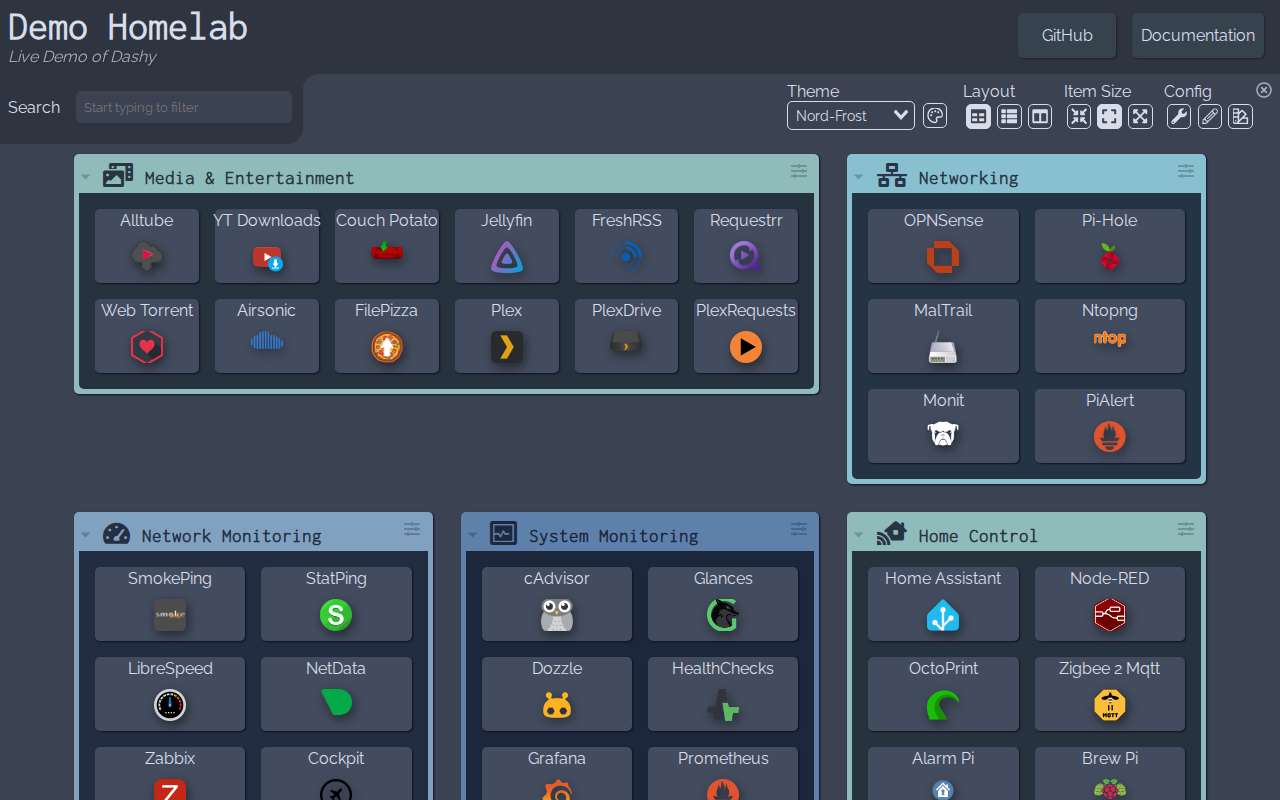 Demo Homelab
Live Demo of Dashy
GitHub
Documentation
Search
Start typing to filter
Theme
Nord-Frost
Layout
Item Size
Config
Media & Entertainment
Alltube
YT Downloads
Couch Potato
Jellyfin
FreshRSS
Requestrr
Web Torrent
Airsonic
FilePizza
Plex
PlexDrive
PlexRequests
Networking
OPNSense
Pi-Hole
MalTrail
Ntopng
ntop
Monit
PiAlert
Network Monitoring
SmokePing
smoke
StatPing
S
LibreSpeed
NetData
Zabbix
Z
Cockpit
System Monitoring
cAdvisor
Glances
Dozzle
HealthChecks
Grafana
Prometheus
Home Control
Home Assistant
Node-RED
OctoPrint
Zigbee 2 Mqtt
MQTT
Alarm Pi
Brew Pi